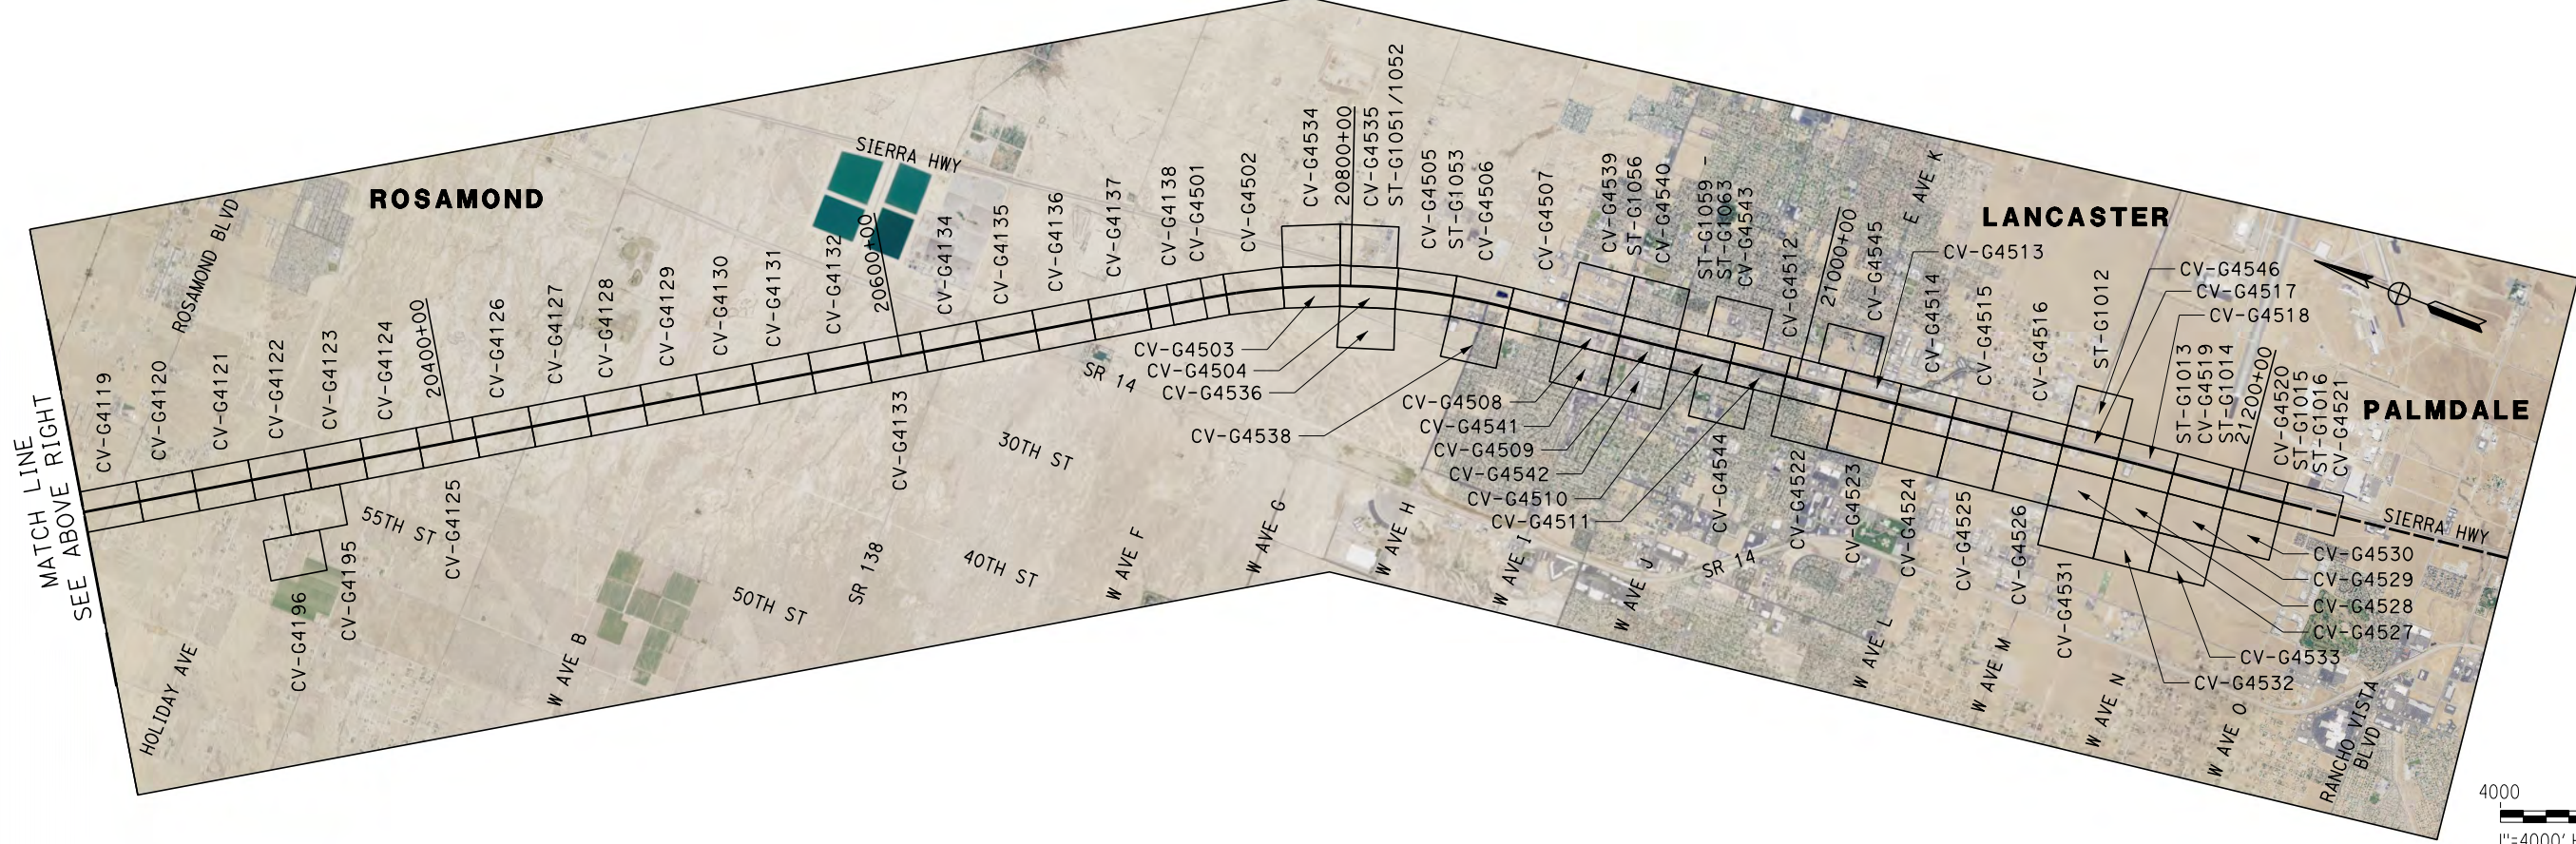 MATCH LINE
SEE ABOVE RIGHT
ROSAMOND
ROSAMOND BLVD
SIERRA HWY
LANCASTER
PALMDALE
CV-G4119
CV-G4120
CV-G4121
CV-G4122
CV-G4123
CV-G4124
20400+00
CV-G4126
CV-G4127
CV-G4128
CV-G4129
CV-G4130
CV-G4131
CV-G4132
20600+00
CV-G4134
CV-G4135
CV-G4136
CV-G4137
CV-G4138
CV-G4501
CV-G4502
CV-G4534
20800+00
CV-G4535
ST-G1051/1052
CV-G4505
ST-G1053
CV-G4506
CV-G4507
CV-G4539
ST-G1056
CV-G4540
ST-G1059 -
ST-G1063
CV-G4543
CV-G4512
21000+00
CV-G4545
E AVE K
CV-G4513
CV-G4514
CV-G4515
CV-G4516
ST-G1012
CV-G4546
CV-G4517
CV-G4518
ST-G1013
CV-G4519
ST-G1014
21200+00
CV-G4520
ST-G1015
ST-G1016
CV-G4521
SIERRA HWY
CV-G4195
CV-G4196
55TH ST
CV-G4125
CV-G4133
SR 14
CV-G4503
CV-G4504
CV-G4536
CV-G4538
CV-G4508
CV-G4541
CV-G4509
CV-G4542
CV-G4510
CV-G4511
CV-G4544
CV-G4522
CV-G4523
CV-G4524
CV-G4525
CV-G4526
CV-G4531
CV-G4530
CV-G4529
CV-G4528
CV-G4527
CV-G4533
CV-G4532
30TH ST
40TH ST
50TH ST
SR 138
SR 14
HOLIDAY AVE
W AVE B
W AVE F
W AVE G
W AVE H
W AVE I
W AVE J
W AVE L
W AVE M
W AVE N
W AVE O
RANCHO VISTA
BLVD
4000
1"=4000' H